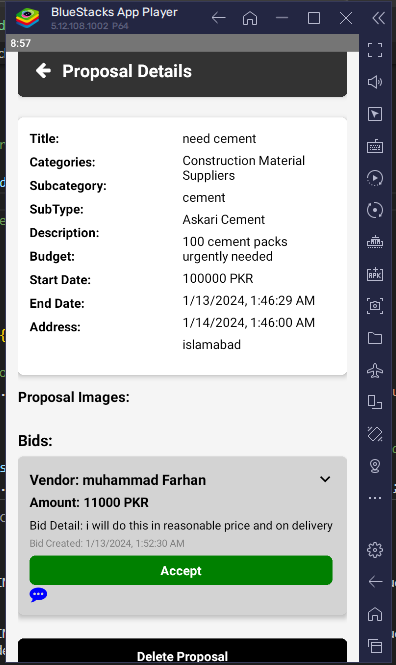 BlueStacks App Player
5.12.108.1002 P64
8:57
Proposal Details
Title: need cement
Categories: Construction Material
Suppliers
Subcategory: cement
SubType: Askari Cement
Description: 100 cement packs
urgently needed
Budget: 100000 PKR
Start Date: 1/13/2024, 1:46:29 AM
End Date: 1/14/2024, 1:46:00 AM
Address: islamabad
Proposal Images:
Bids:
Vendor: muhammad Farhan
Amount: 11000 PKR
Bid Detail: i will do this in reasonable price and on delivery
Bid Created: 1/13/2024, 1:52:30 AM
Accept
Delete Proposal
APK